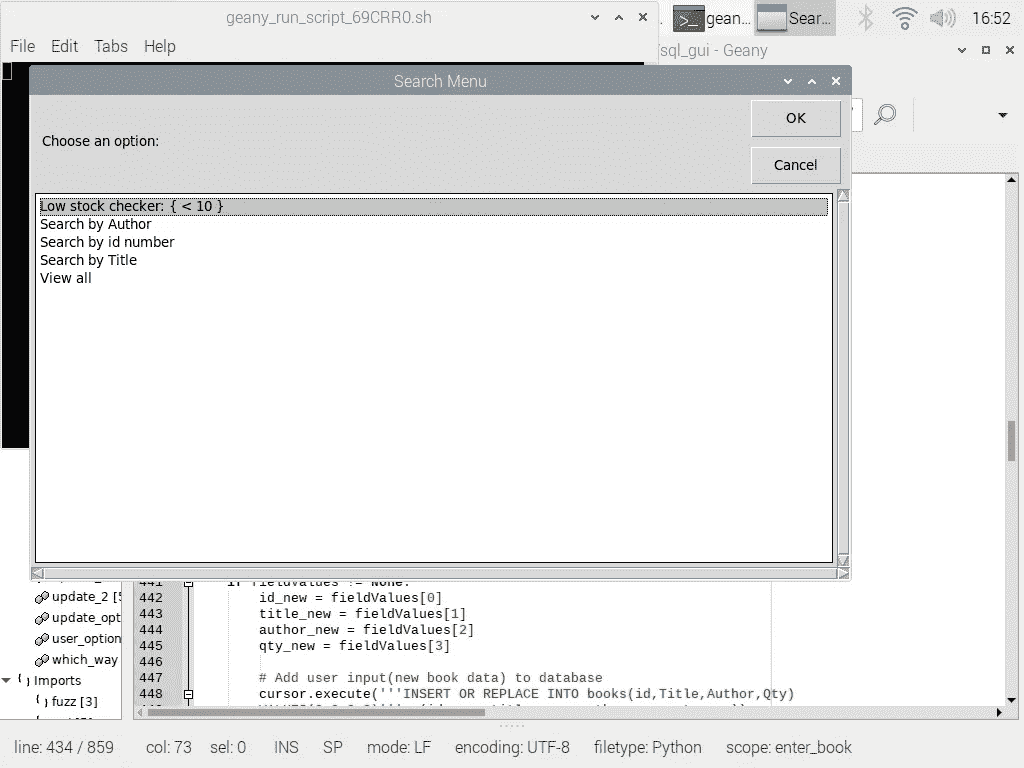 geany_run_script_69CRR0.sh
gean...
Sear...
16:52
File Edit Tabs Help
sql_gui - Geany
Search Menu
Choose an option:
OK
Cancel
Low stock checker: { < 10 }
Search by Author
Search by id number
Search by Title
View all
441 if fieldValues != None:
update_2 [5
442 id_new = fieldValues[0]
update_opt
443 title_new = fieldValues[1]
user_option
444 author_new = fieldValues[2]
which_way
445 qty_new = fieldValues[3]
446
Imports
447 # Add user input(new book data) to database
fuzz [3]
448 cursor.execute('''INSERT OR REPLACE INTO books(id,Title,Author,Qty)
line: 434 / 859 col: 73 sel: 0 INS SP mode: LF encoding: UTF-8 filetype: Python scope: enter_book